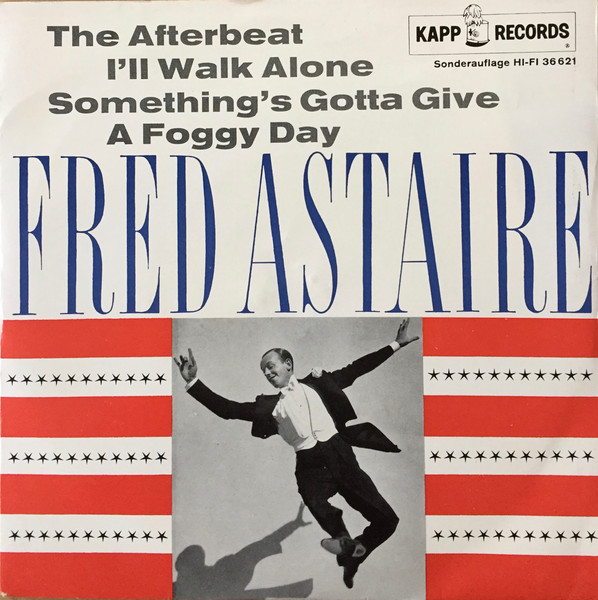 The Afterbeat
I'll Walk Alone
Something's Gotta Give
A Foggy Day
KAPP RECORDS
®
Sonderauflage HI-FI 36 621
FRED ASTAIRE